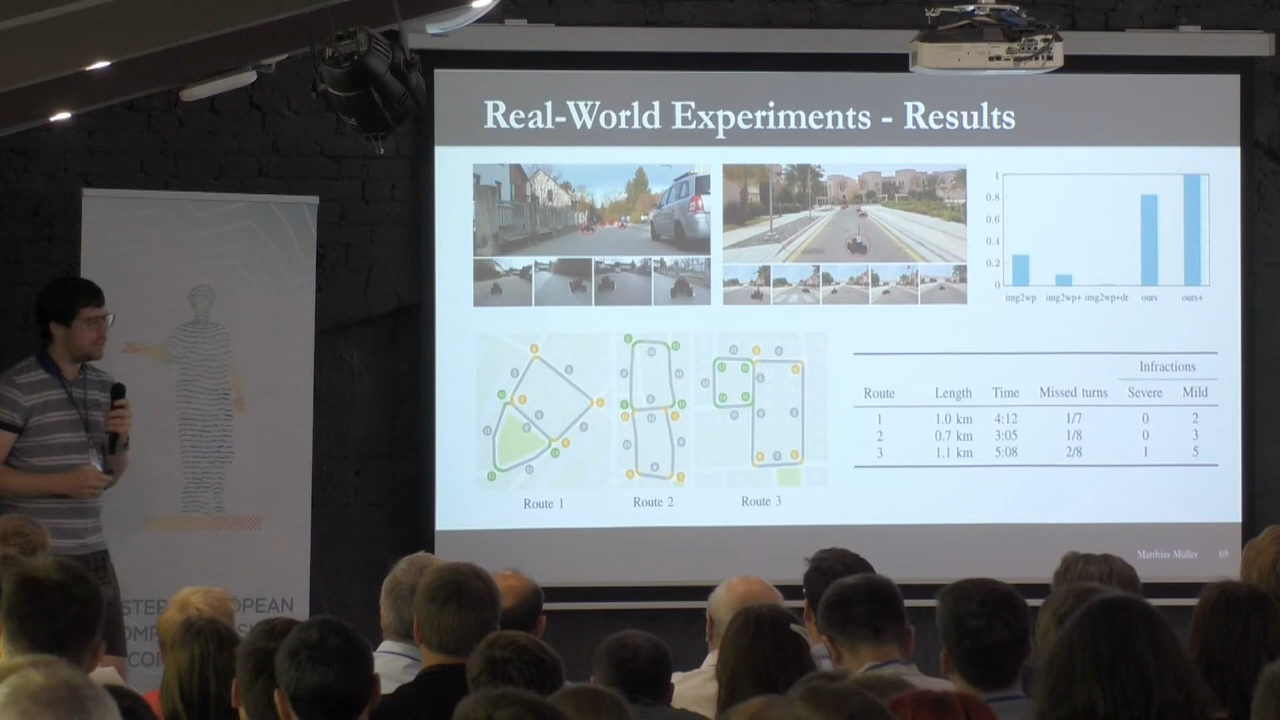 Real-World Experiments - Results
1
0.8
0.6
0.4
0.2
0
img2wp img2wp+ img2wp+dr ours ours+
Infractions
Route Length Time Missed turns Severe Mild
1 1.0 km 4:12 1/7 0 2
2 0.7 km 3:05 1/8 0 3
3 1.1 km 5:08 2/8 1 5
Route 1 Route 2 Route 3
Matthias Müller 69
OPEAN